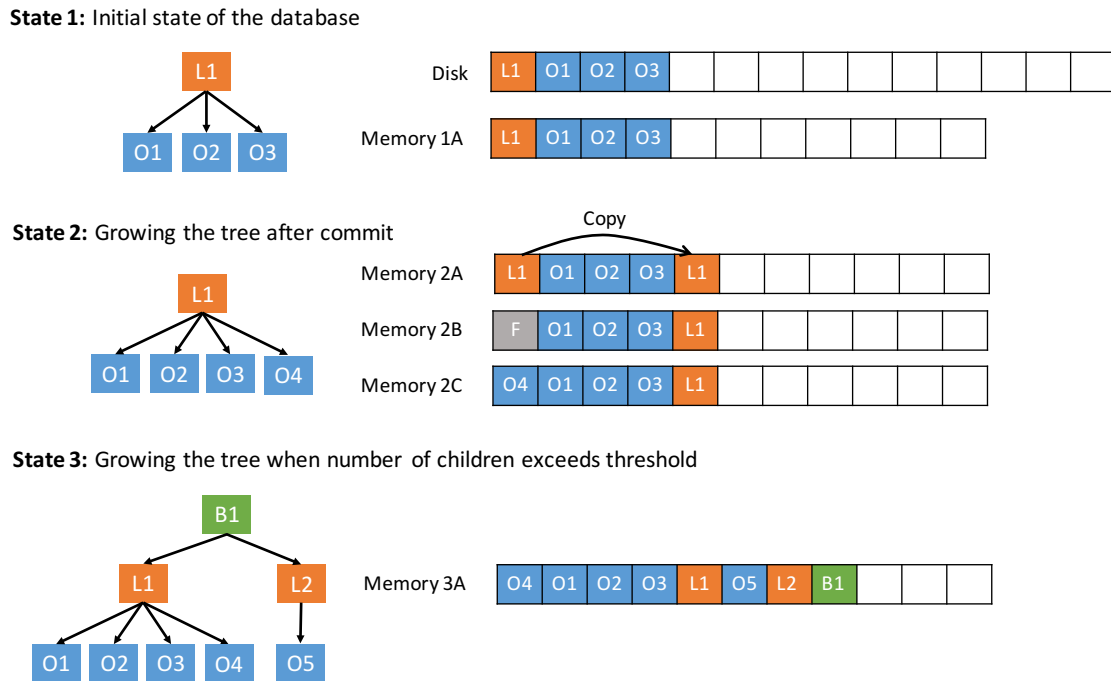 State 1: Initial state of the database
L1
O1 O2 O3
Disk L1 O1 O2 O3
Memory 1A L1 O1 O2 O3
State 2: Growing the tree after commit
Copy
L1
O1 O2 O3 O4
Memory 2A L1 O1 O2 O3 L1
Memory 2B F O1 O2 O3 L1
Memory 2C O4 O1 O2 O3 L1
State 3: Growing the tree when number of children exceeds threshold
B1
L1 L2
O1 O2 O3 O4 O5
Memory 3A O4 O1 O2 O3 L1 O5 L2 B1